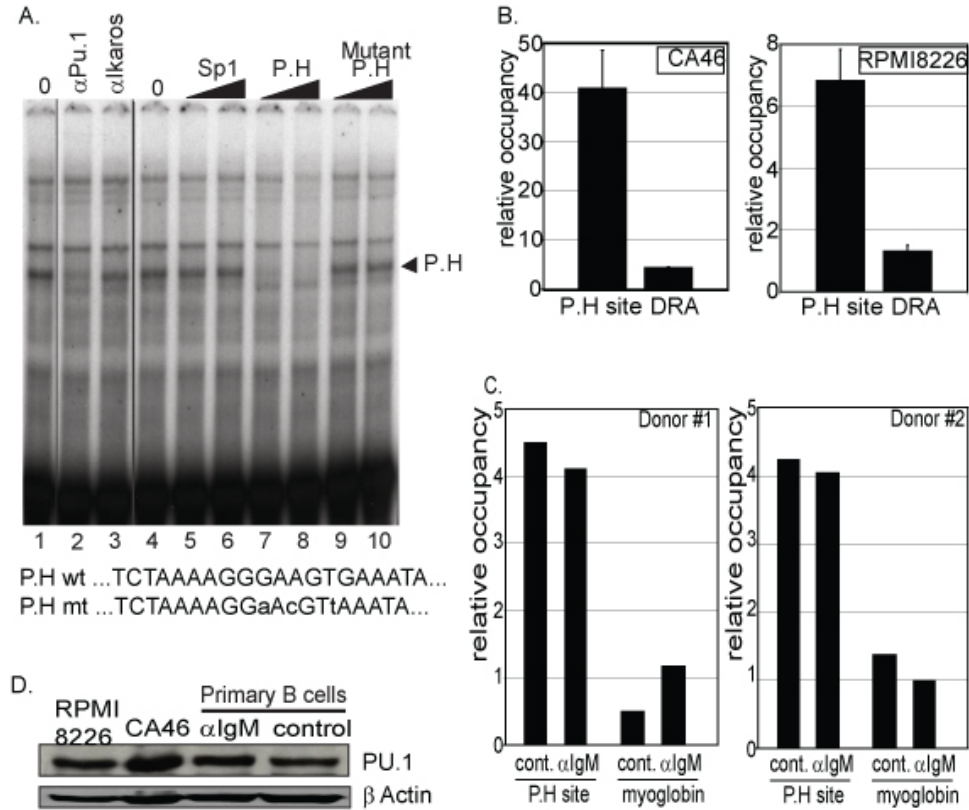 A.
0 αPu.1 αIkaros 0 Sp1 P.H Mutant P.H
P.H
1 2 3 4 5 6 7 8 9 10
P.H wt ...TCTAAAAGGGAAGTGAAATA...
P.H mt ...TCTAAAAGGaAcGTtAAATA...
B.
relative occupancy
50
40
30
20
10
0
CA46
P.H site DRA
relative occupancy
8
6
4
2
0
RPMI8226
P.H site DRA
C.
relative occupancy
5
4
3
2
1
0
Donor #1
cont. αIgM cont. αIgM
P.H site myoglobin
relative occupancy
5
4
3
2
1
0
Donor #2
cont. αIgM cont. αIgM
P.H site myoglobin
D.
RPMI
8226
CA46
Primary B cells
αIgM control
PU.1
β Actin